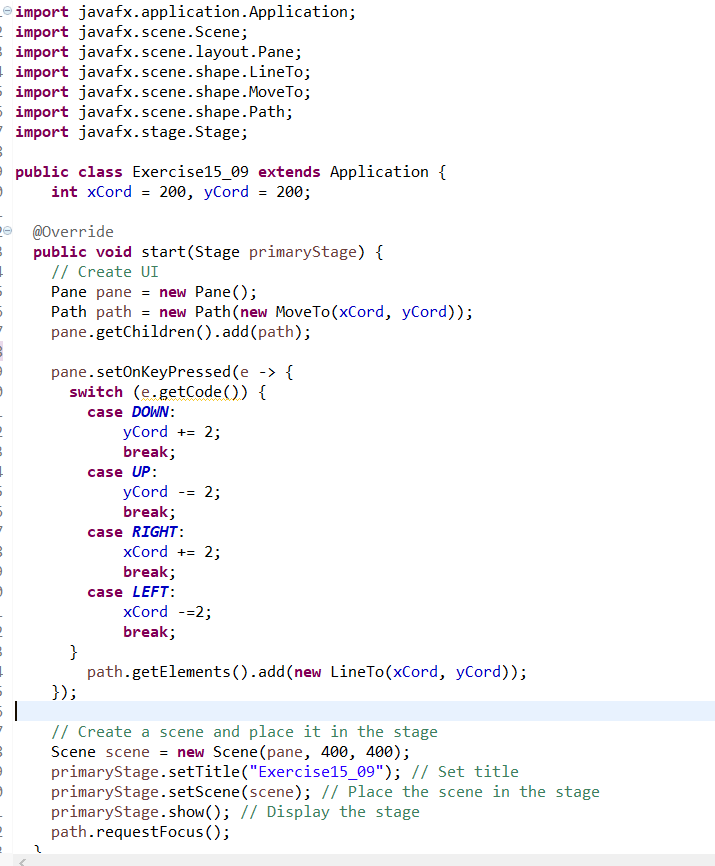 import javafx.application.Application;
import javafx.scene.Scene;
import javafx.scene.layout.Pane;
import javafx.scene.shape.LineTo;
import javafx.scene.shape.MoveTo;
import javafx.scene.shape.Path;
import javafx.stage.Stage;

public class Exercise15_09 extends Application {
    int xCord = 200, yCord = 200;

  @Override
  public void start(Stage primaryStage) {
    // Create UI
    Pane pane = new Pane();
    Path path = new Path(new MoveTo(xCord, yCord));
    pane.getChildren().add(path);

    pane.setOnKeyPressed(e -> {
      switch (e.getCode()) {
        case DOWN:
            yCord += 2;
            break;
        case UP:
            yCord -= 2;
            break;
        case RIGHT:
            xCord += 2;
            break;
        case LEFT:
            xCord -=2;
            break;
      }
        path.getElements().add(new LineTo(xCord, yCord));
    });

    // Create a scene and place it in the stage
    Scene scene = new Scene(pane, 400, 400);
    primaryStage.setTitle("Exercise15_09"); // Set title
    primaryStage.setScene(scene); // Place the scene in the stage
    primaryStage.show(); // Display the stage
    path.requestFocus();
  }